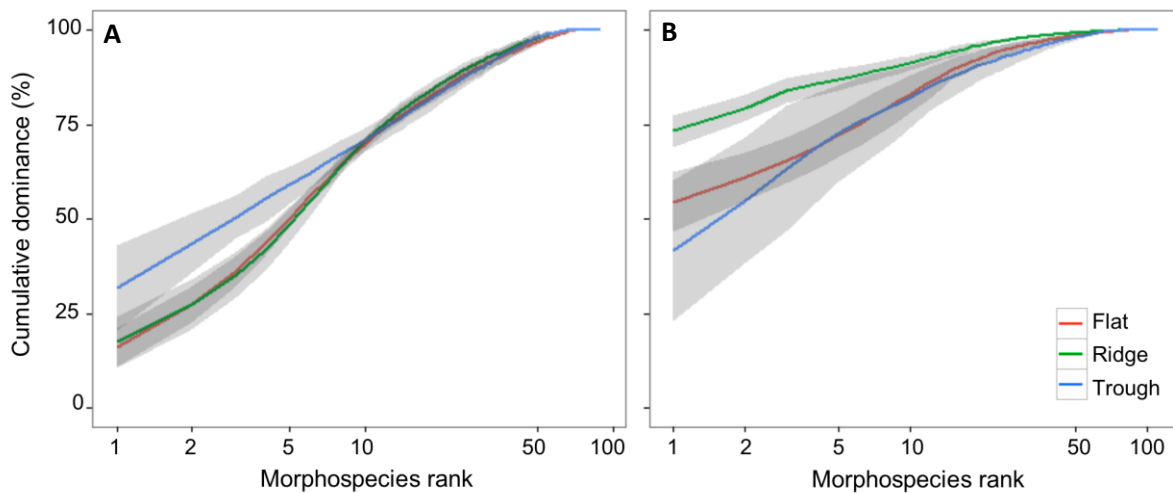 A
B
Cumulative dominance (%)
100
75
50
25
0
1 2 5 10 50 100
1 2 5 10 50 100
Morphospecies rank
Morphospecies rank
Flat
Ridge
Trough